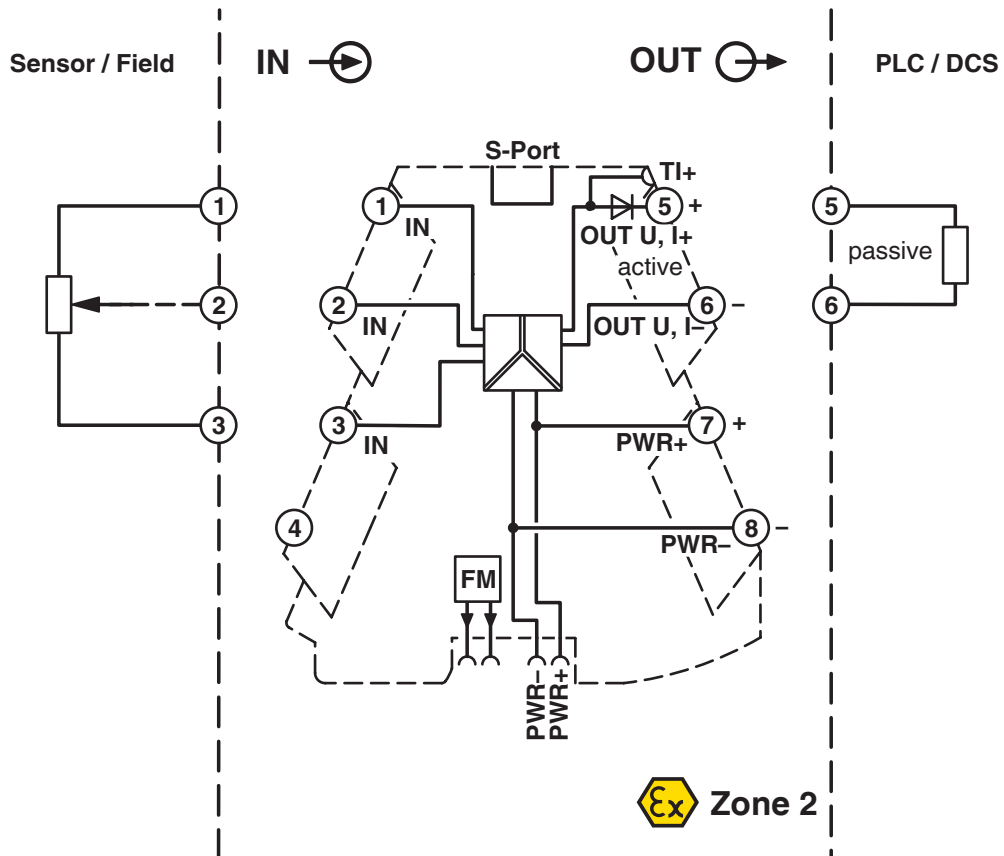 Sensor / Field
IN
OUT
PLC / DCS
S-Port
TI+
1
1
IN
5
+
5
OUT U, I+
active
passive
2
2
IN
6
–
OUT U, I–
6
3
3
IN
7
+
PWR+
4
8
–
PWR–
FM
PWR-
PWR+
Ex Zone 2